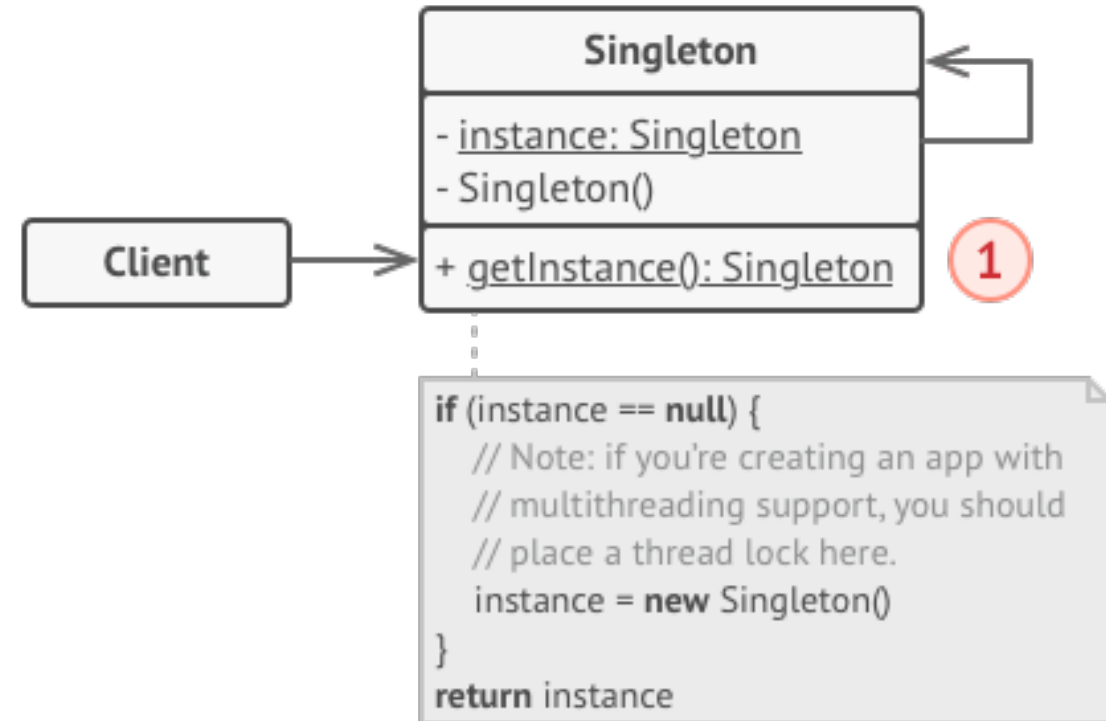 Singleton
- instance: Singleton
- Singleton()
Client
+ getInstance(): Singleton
1
if (instance == null) {
// Note: if you're creating an app with
// multithreading support, you should
// place a thread lock here.
instance = new Singleton()
}
return instance